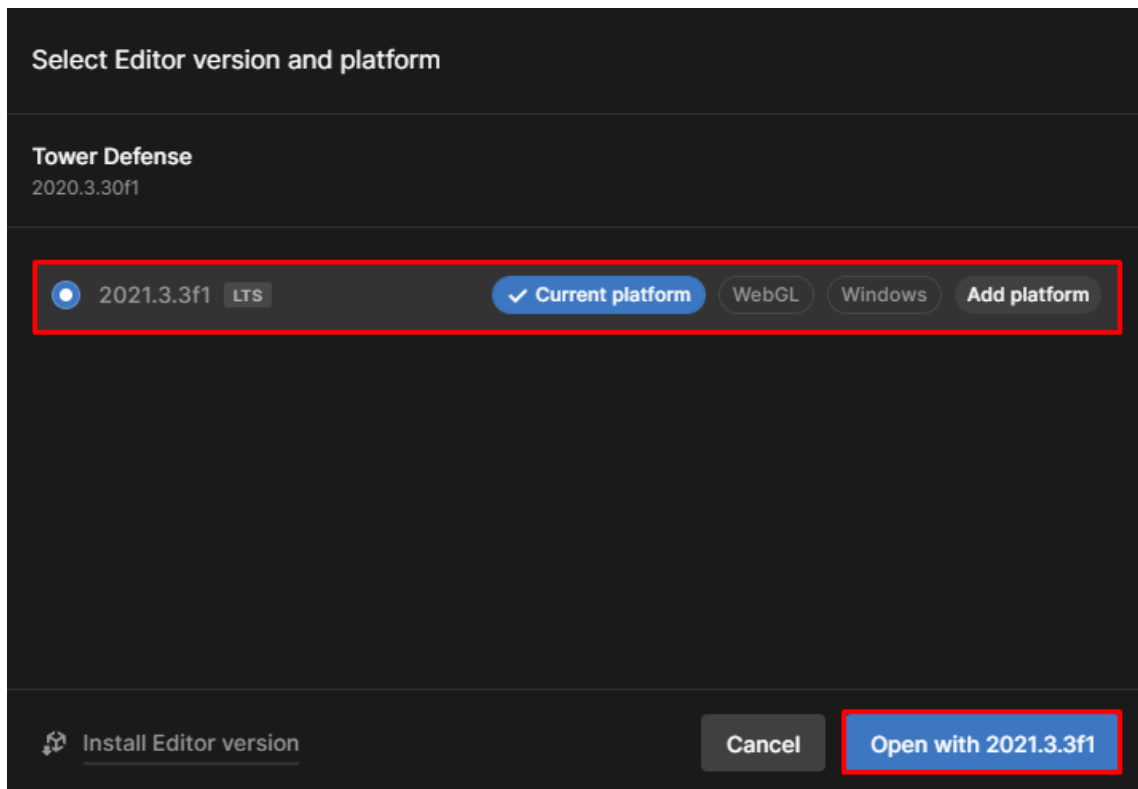 Select Editor version and platform
Tower Defense
2020.3.30f1
2021.3.3f1 LTS Current platform WebGL Windows Add platform
Install Editor version Cancel Open with 2021.3.3f1